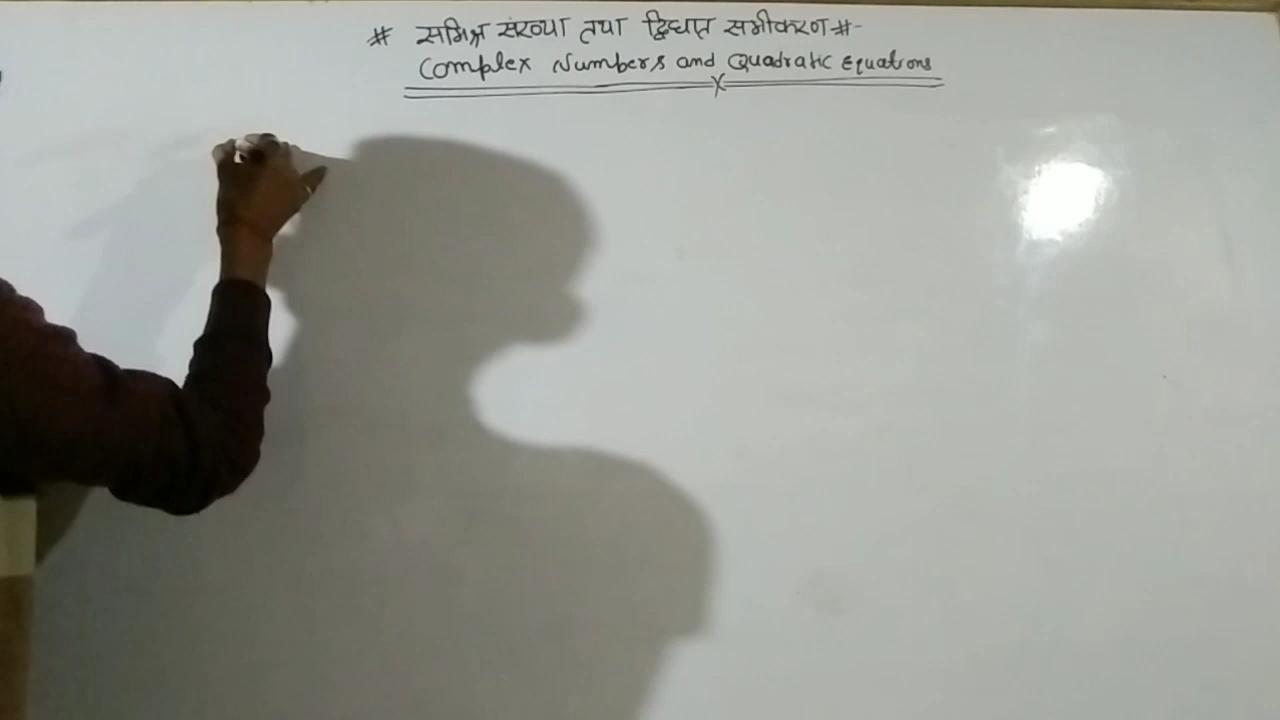 # समिश्र संख्या तथा द्विघात समीकरण #-
Complex Numbers and Quadratic Equations